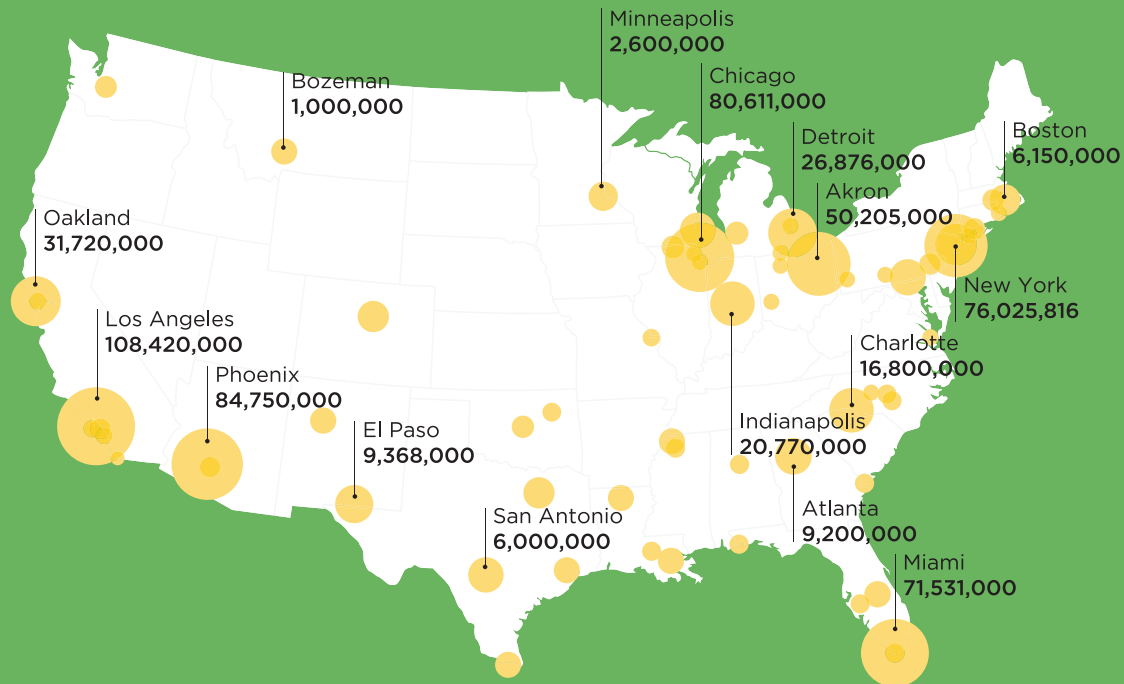 Minneapolis
2,600,000
Bozeman
1,000,000
Chicago
80,611,000
Detroit
26,876,000
Boston
6,150,000
Akron
50,205,000
Oakland
31,720,000
New York
76,025,816
Los Angeles
108,420,000
Charlotte
16,800,000
Phoenix
84,750,000
El Paso
9,368,000
Indianapolis
20,770,000
San Antonio
6,000,000
Atlanta
9,200,000
Miami
71,531,000